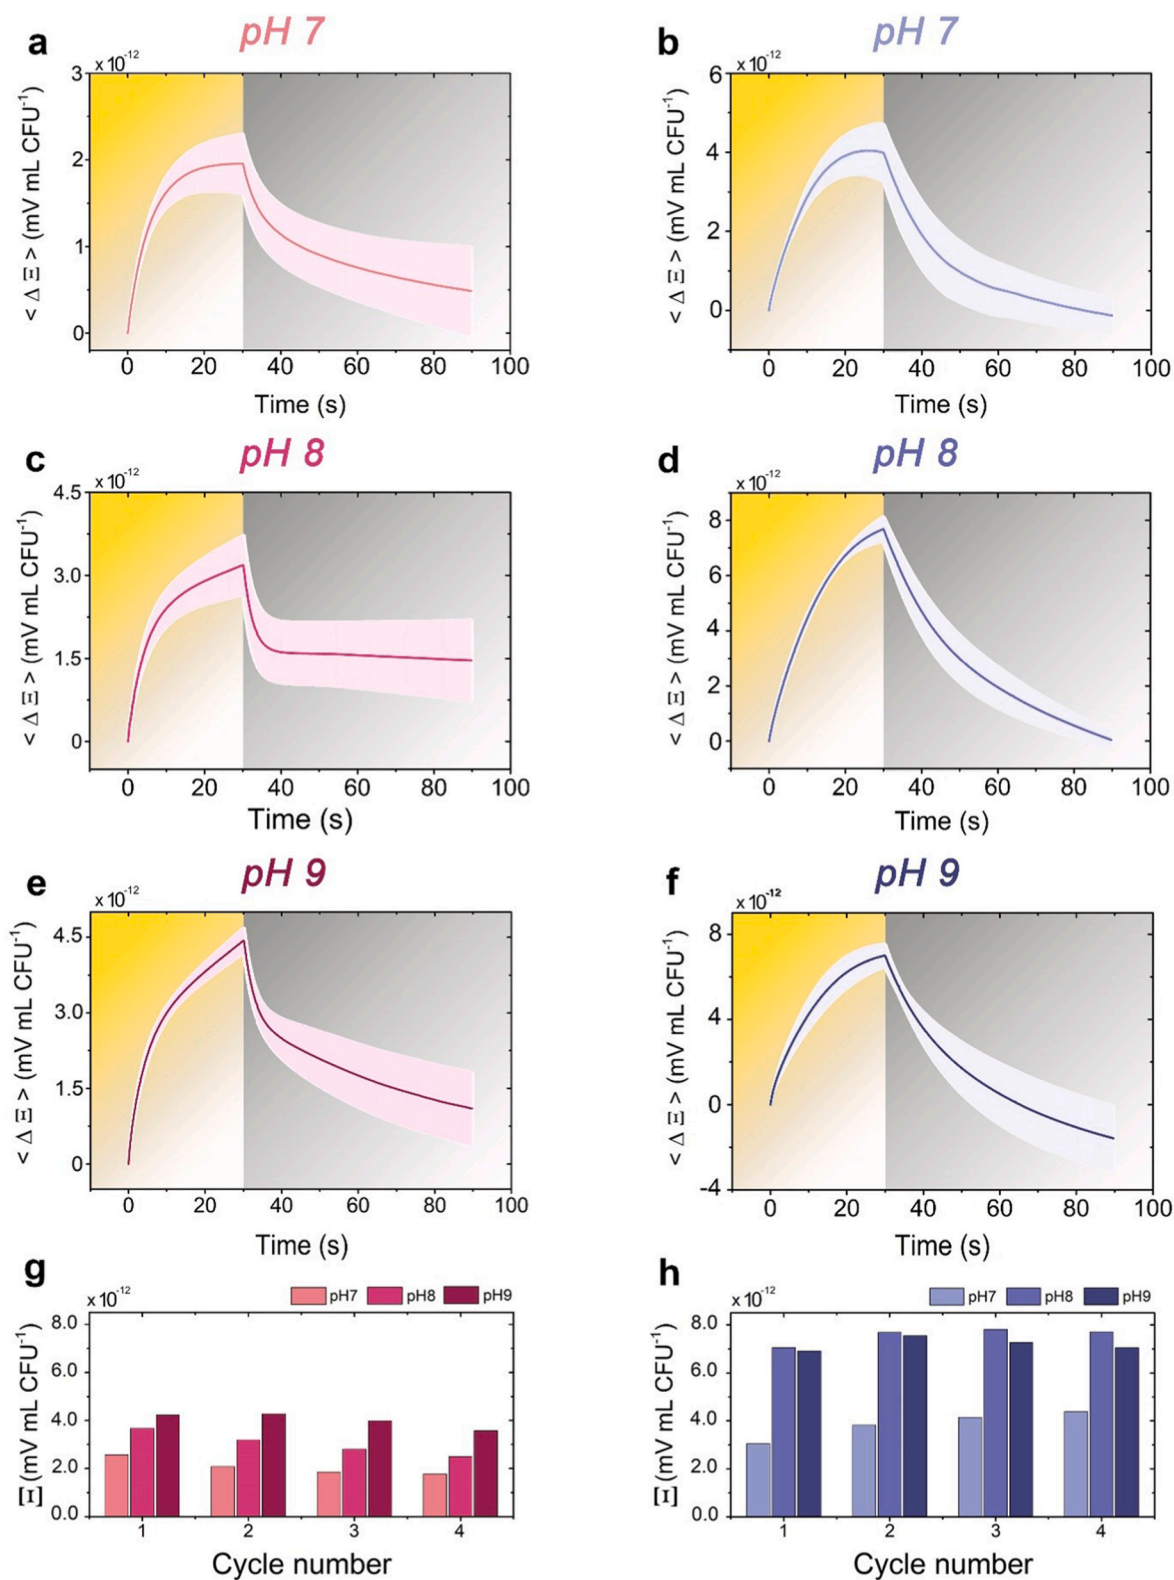 a pH 7
x 10-12
3
2
1
0
< Δ Ξ > (mV mL CFU-1)
0 20 40 60 80 100
Time (s)
b pH 7
x 10-12
6
4
2
0
< Δ Ξ > (mV mL CFU-1)
0 20 40 60 80 100
Time (s)
c pH 8
x 10-12
4.5
3.0
1.5
0
< Δ Ξ > (mV mL CFU-1)
0 20 40 60 80 100
Time (s)
d pH 8
x 10-12
8
6
4
2
0
< Δ Ξ > (mV mL CFU-1)
0 20 40 60 80 100
Time (s)
e pH 9
x 10-12
4.5
3.0
1.5
0
< Δ Ξ > (mV mL CFU-1)
0 20 40 60 80 100
Time (s)
f pH 9
x 10-12
8
4
0
-4
< Δ Ξ > (mV mL CFU-1)
0 20 40 60 80 100
Time (s)
g
x 10-12
pH7 pH8 pH9
8.0
6.0
4.0
2.0
0.0
Ξ (mV mL CFU-1)
1 2 3 4
Cycle number
h
x 10-12
pH7 pH8 pH9
8.0
6.0
4.0
2.0
0.0
Ξ (mV mL CFU-1)
1 2 3 4
Cycle number